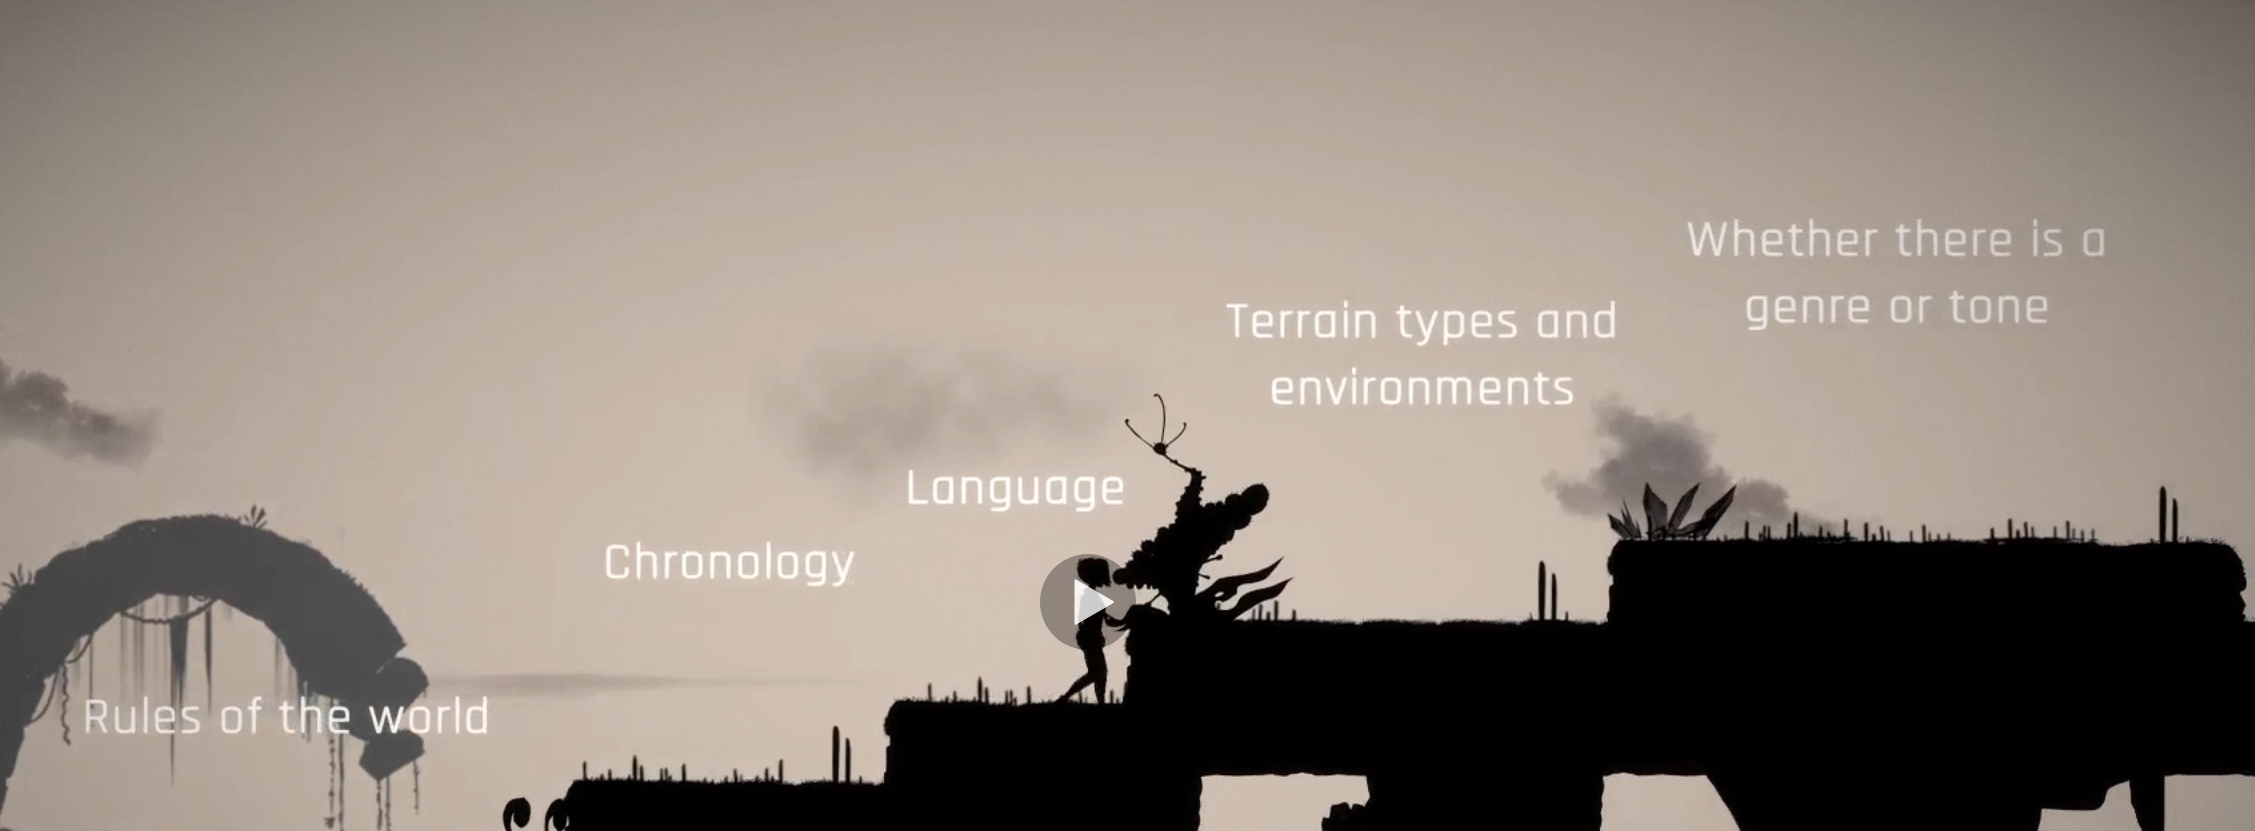 Rules of the world
Chronology
Language
Terrain types and
environments
Whether there is a
genre or tone